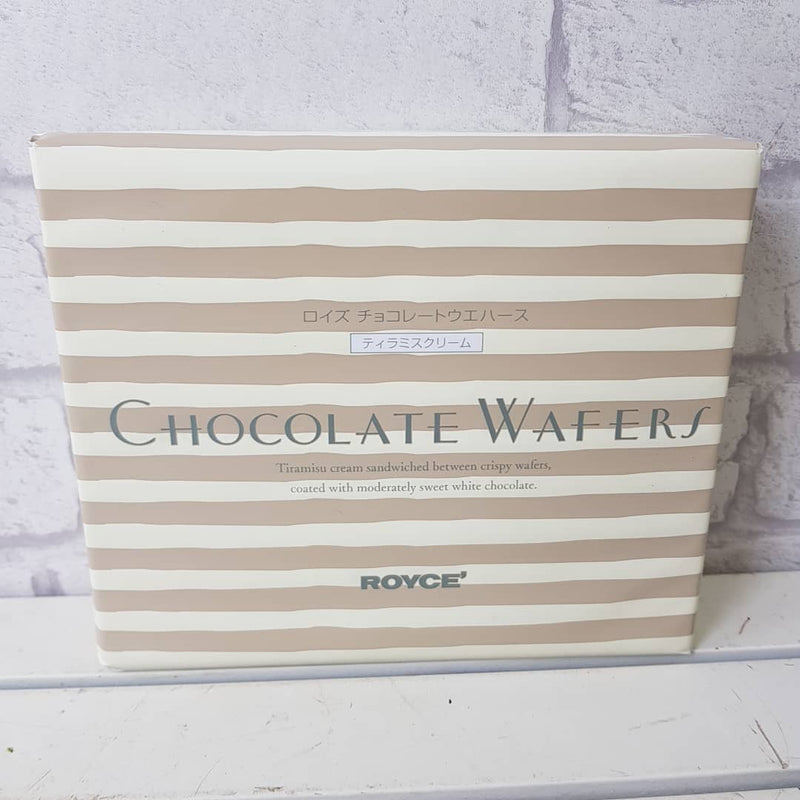 ロイズ チョコレートウエハース
ティラミスクリーム
CHOCOLATE WAFERS
Tiramisu cream sandwiched between crispy wafers,
coated with moderately sweet white chocolate.
ROYCE'